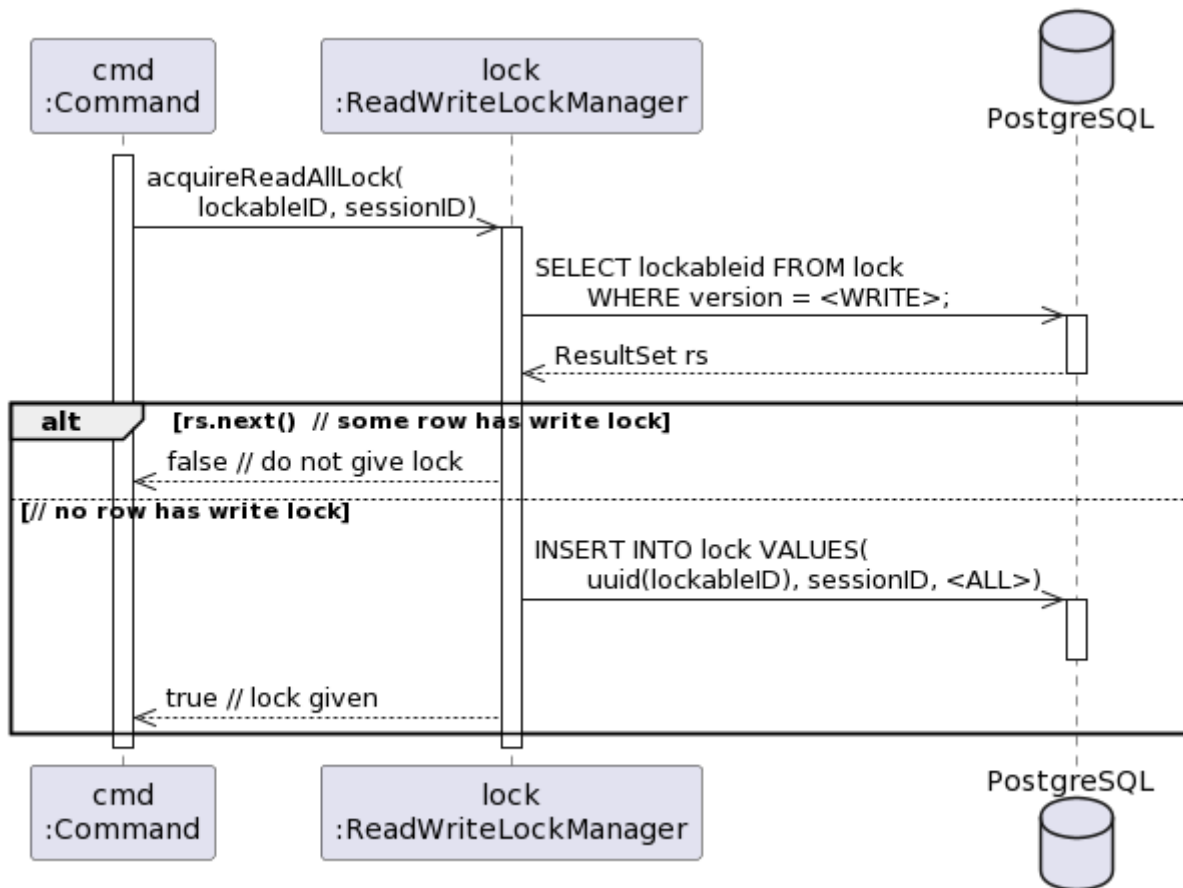 cmd
:Command
lock
:ReadWriteLockManager
PostgreSQL
acquireReadAllLock(
lockableID, sessionID)
SELECT lockableid FROM lock
WHERE version = <WRITE>;
ResultSet rs
alt
[rs.next()  // some row has write lock]
false // do not give lock
[// no row has write lock]
INSERT INTO lock VALUES(
uuid(lockableID), sessionID, <ALL>)
true // lock given
cmd
:Command
lock
:ReadWriteLockManager
PostgreSQL